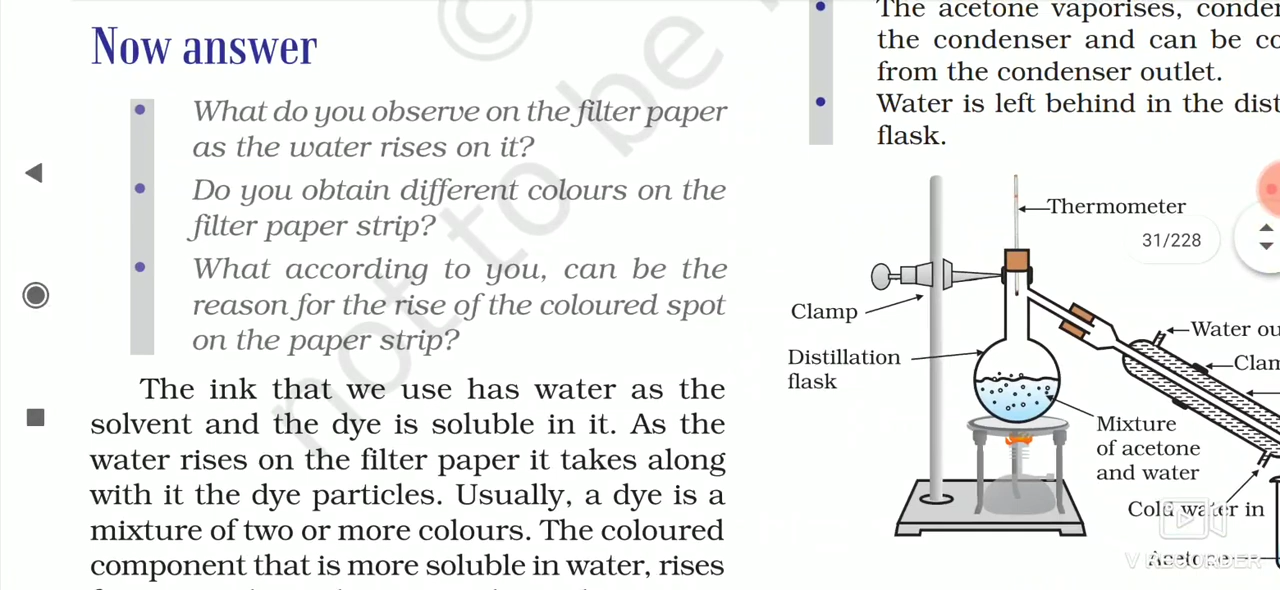 Now answer
What do you observe on the filter paper
as the water rises on it?
Do you obtain different colours on the
filter paper strip?
What according to you, can be the
reason for the rise of the coloured spot
on the paper strip?
The ink that we use has water as the
solvent and the dye is soluble in it. As the
water rises on the filter paper it takes along
with it the dye particles. Usually, a dye is a
mixture of two or more colours. The coloured
component that is more soluble in water, rises
The acetone vaporises,
the condenser and can be
from the condenser outlet.
Water is left behind in the
flask.
Thermometer
31/228
Clamp
Water
Distillation
flask
Mixture
of acetone
and water
Cold water in
Acetone
© not to be
V RECORDER